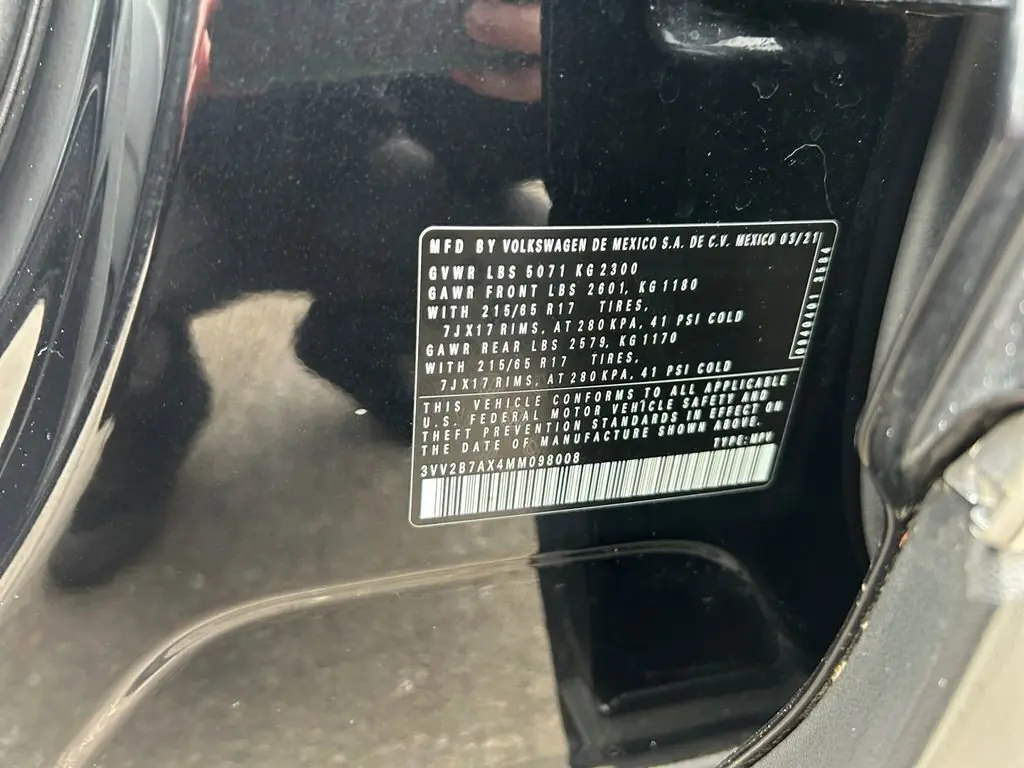 MFD BY VOLKSWAGEN DE MEXICO S.A. DE C.V. MEXICO 03/21
GVWR LBS 5071 KG 2300
GAWR FRONT LBS 2601, KG 1180
WITH 215/65 R17 TIRES,
7JX17 RIMS, AT 280 KPA, 41 PSI COLD
GAWR REAR LBS 2579, KG 1170
WITH 215/65 R17 TIRES,
7JX17 RIMS, AT 280 KPA, 41 PSI COLD
THIS VEHICLE CONFORMS TO ALL APPLICABLE
U.S. FEDERAL MOTOR VEHICLE SAFETY AND
THEFT PREVENTION STANDARDS IN EFFECT ON
THE DATE OF MANUFACTURE SHOWN ABOVE.
TYPE: MPV
3VV2B7AX4MM098008